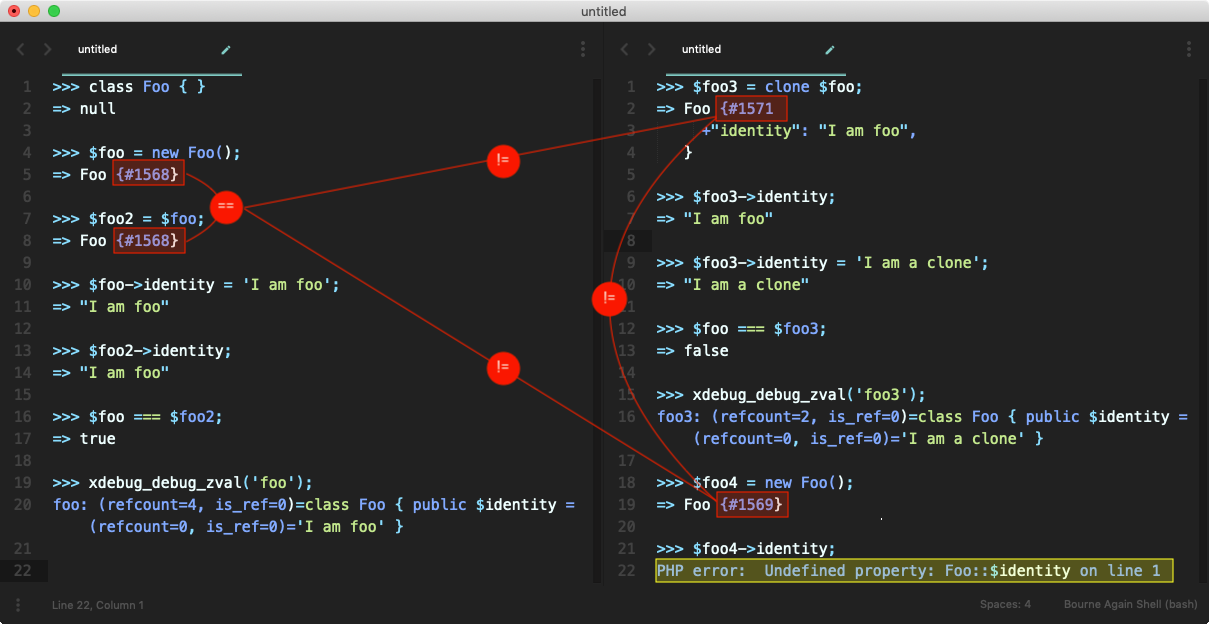 untitled
untitled
1 >>> class Foo { }
2 => null
3
4 >>> $foo = new Foo();
5 => Foo {#1568}
6
7 >>> $foo2 = $foo;
8 => Foo {#1568}
9
10 >>> $foo->identity = 'I am foo';
11 => "I am foo"
12
13 >>> $foo2->identity;
14 => "I am foo"
15
16 >>> $foo === $foo2;
17 => true
18
19 >>> xdebug_debug_zval('foo');
20 foo: (refcount=4, is_ref=0)=class Foo { public $identity =
(refcount=0, is_ref=0)='I am foo' }
21
22
==
!=
!=
!=
untitled
1 >>> $foo3 = clone $foo;
2 => Foo {#1571
3 +"identity": "I am foo",
4 }
5
6 >>> $foo3->identity;
7 => "I am foo"
8
9 >>> $foo3->identity = 'I am a clone';
10 => "I am a clone"
11
12 >>> $foo === $foo3;
13 => false
14
15 >>> xdebug_debug_zval('foo3');
16 foo3: (refcount=2, is_ref=0)=class Foo { public $identity =
(refcount=0, is_ref=0)='I am a clone' }
17
18 >>> $foo4 = new Foo();
19 => Foo {#1569}
20
21 >>> $foo4->identity;
22 PHP error:  Undefined property: Foo::$identity on line 1
Line 22, Column 1
Spaces: 4
Bourne Again Shell (bash)